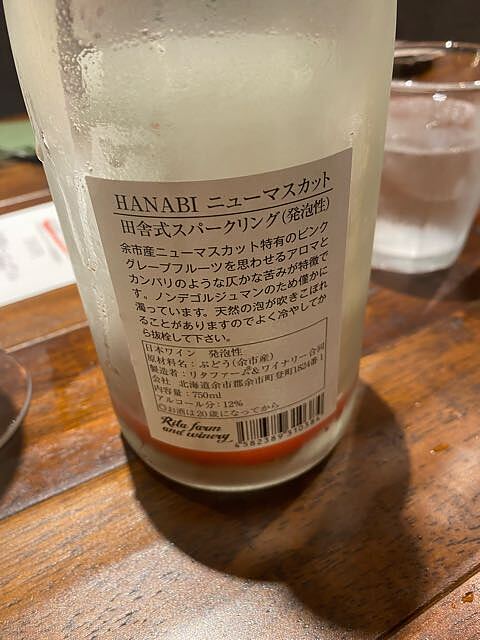 HANABI ニューマスカット
田舎式スパークリング(発泡性)
余市産ニューマスカット特有のピンク
グレープフルーツを思わせるアロマと
カンパリのような仄かな苦みが特徴で
す。ノンデゴルジュマンのため僅かに
濁っています。天然の泡が吹きこぼれ
ることがありますのでよく冷やしてか
ら抜栓して下さい。
日本ワイン 発泡性
原材料名：ぶどう(余市産)
製造者：リタファーム&ワイナリー合同
会社 北海道余市郡余市町登町1824番1
内容量：750ml
アルコール分：12%
◎お酒は20歳になってから
Rita farm
and winery
4582389310384